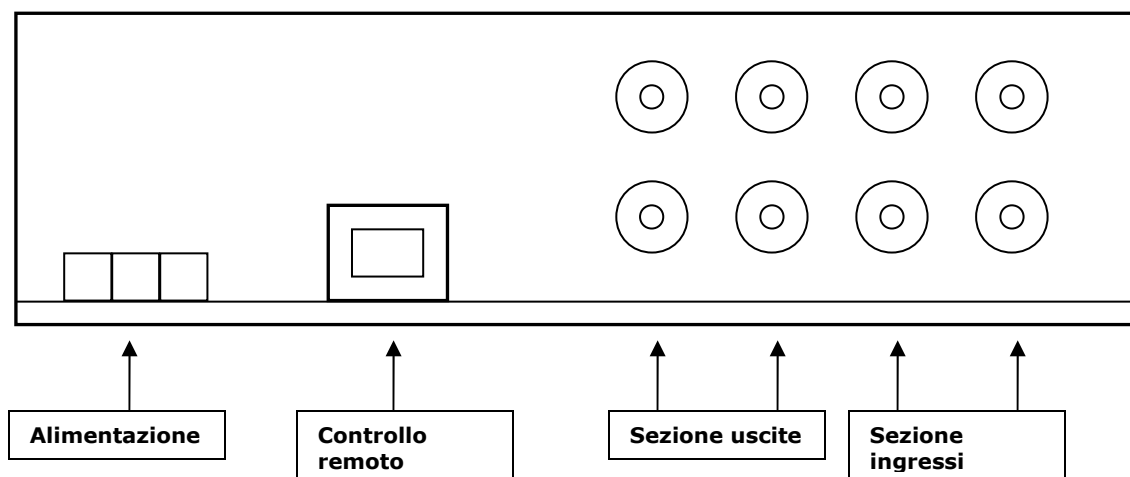 Alimentazione
Controllo
remoto
Sezione uscite
Sezione
ingressi